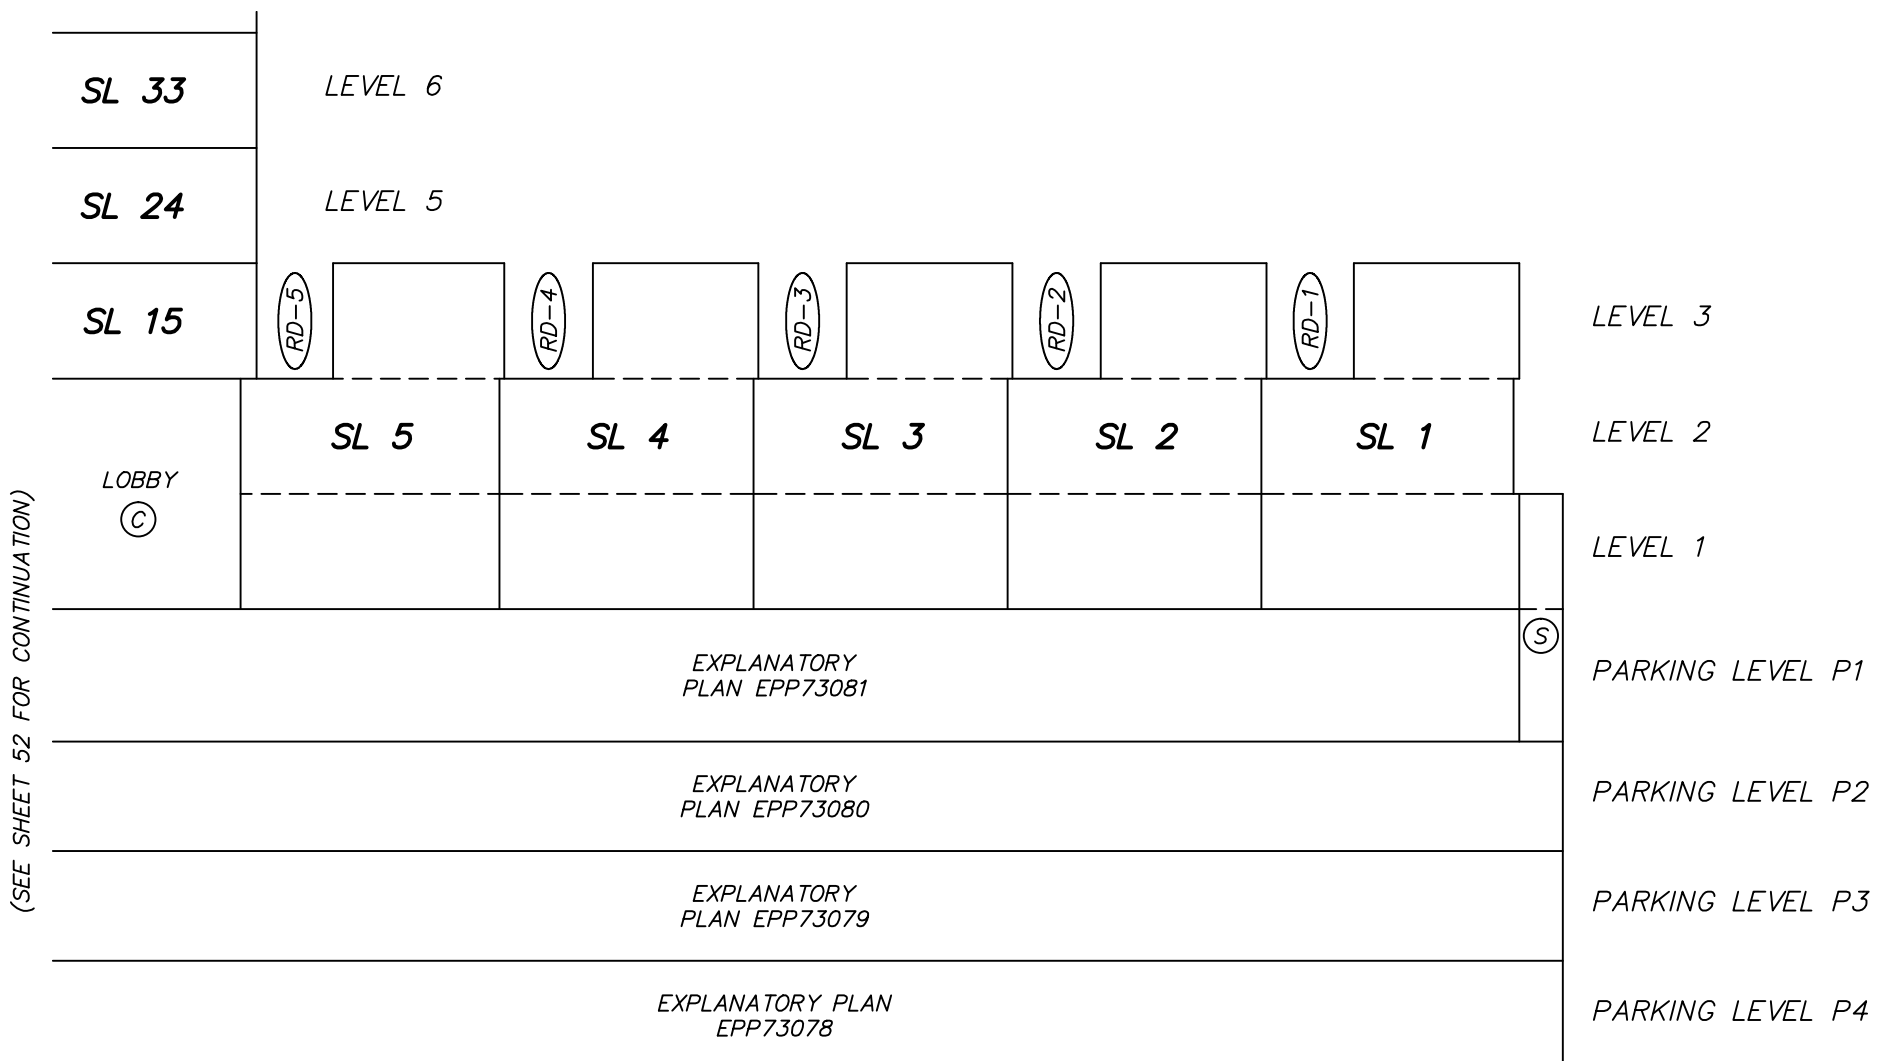 SL 33
LEVEL 6
SL 24
LEVEL 5
SL 15
RD-5
RD-4
RD-3
RD-2
RD-1
LEVEL 3
SL 5
SL 4
SL 3
SL 2
SL 1
LEVEL 2
LOBBY
C
LEVEL 1
(SEE SHEET 52 FOR CONTINUATION)
S
EXPLANATORY
PLAN EPP73081
PARKING LEVEL P1
EXPLANATORY
PLAN EPP73080
PARKING LEVEL P2
EXPLANATORY
PLAN EPP73079
PARKING LEVEL P3
EXPLANATORY PLAN
EPP73078
PARKING LEVEL P4